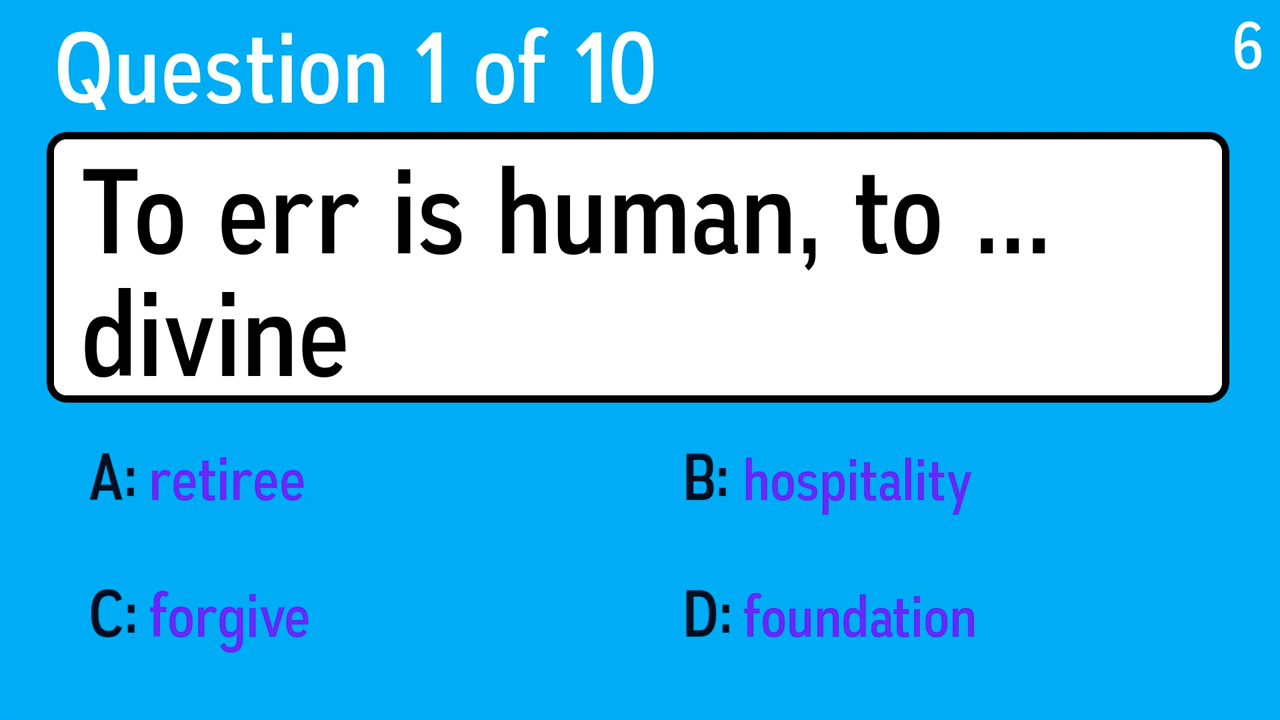 Question 1 of 10
6
To err is human, to ...
divine
A: retiree
B: hospitality
C: forgive
D: foundation